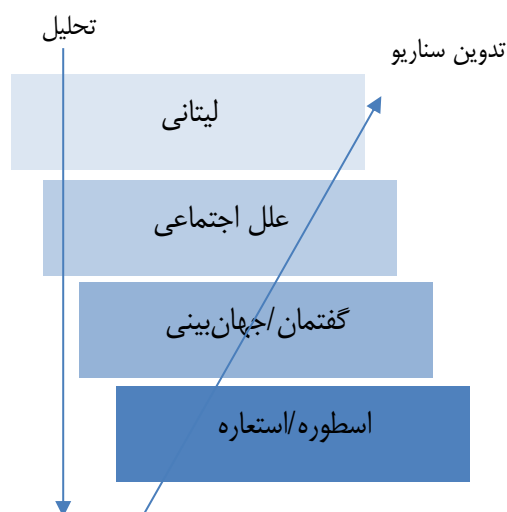 تحلیل
تدوین سناریو
لیتانی
علل اجتماعی
گفتمان/جهان‌بینی
اسطوره/استعاره